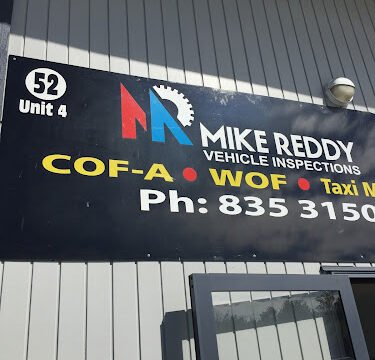 52
Unit 4
MIKE REDDY
VEHICLE INSPECTIONS
COF-A • WOF • Taxi M
Ph: 835 3150